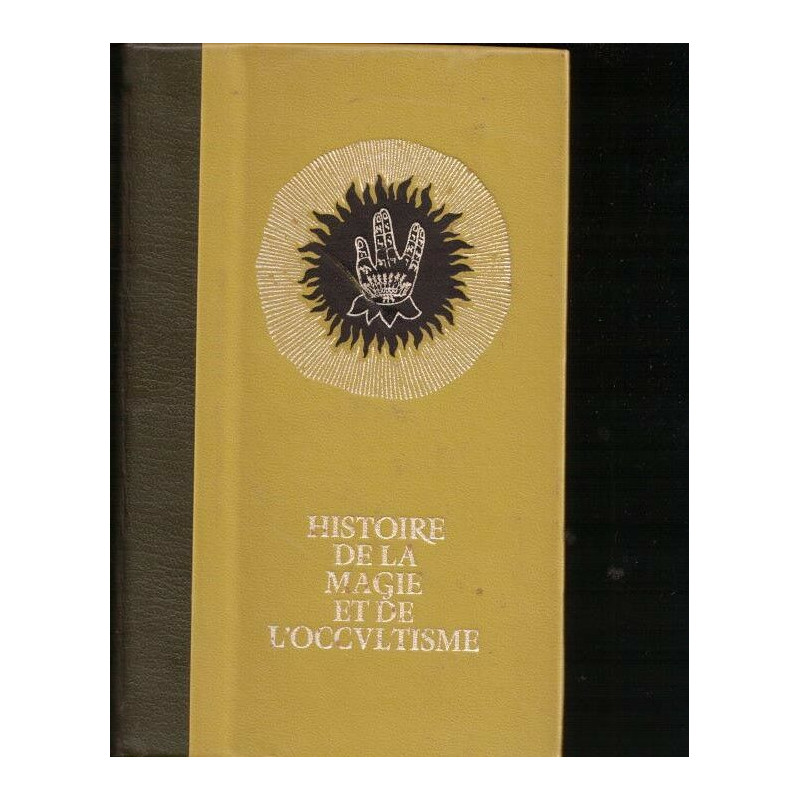 HISTOIRE
DE LA
MAGIE
ET DE
L'OCCVLTISME